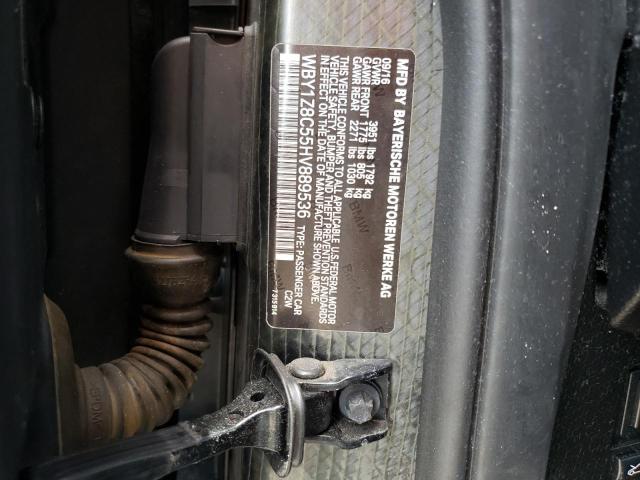 MFD BY BAYERISCHE MOTOREN WERKE AG
09/16
GVWR 3951 lbs 1792 kg
GAWR FRONT 1775 lbs 805 kg
GAWR REAR 2271 lbs 1030 kg
THIS VEHICLE CONFORMS TO ALL APPLICABLE U.S.FEDERAL MOTOR
VEHICLE SAFETY, BUMPER AND THEFT PREVENTION STANDARDS
IN EFFECT ON THE DATE OF MANUFACTURE SHOWN ABOVE.
WBY1Z8C55HV889536 TYPE: PASSENGER CAR
C2W
7315914
BMW